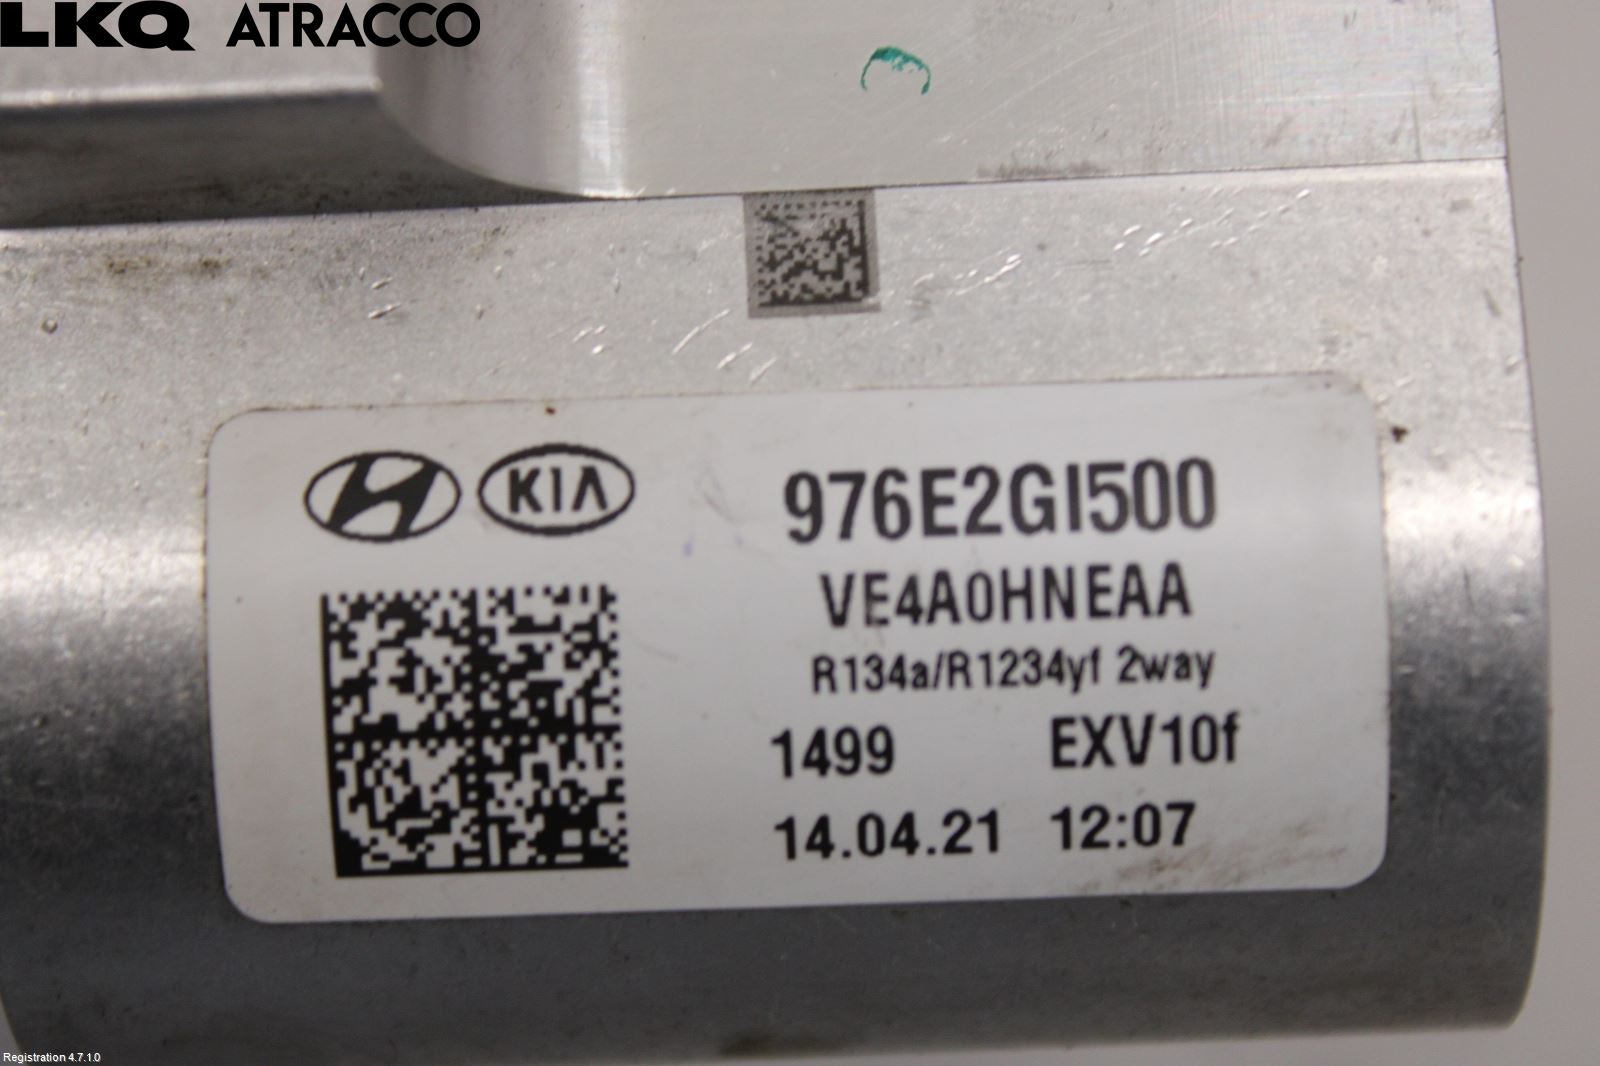 LKQ ATRACCO
KIA
976E2GI500
VE4A0HNEAA
R134a/R1234yf 2way
1499 EXV10f
14.04.21 12:07
Registration 4.7.1.0